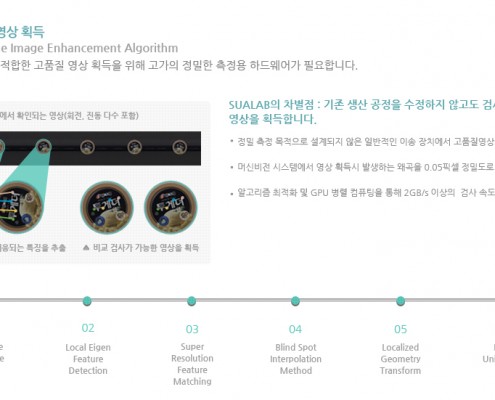 영상 획득
e Image Enhancement Algorithm
적합한 고품질 영상 획득을 위해 고가의 정밀한 측정용 하드웨어가 필요합니다.
에서 확인되는 영상(회전, 진동 다수 포함)
응되는 특징을 추출
▲ 비교 검사가 가능한 영상을 획득
SUALAB의 차별점 : 기존 생산 공정을 수정하지 않고도 검사
영상을 획득합니다.
• 정밀 측정 목적으로 설계되지 않은 일반적인 이송 장치에서 고품질영상
• 머신비전 시스템에서 영상 획득시 발생하는 왜곡을 0.05픽셀 정밀도로
• 알고리즘 최적화 및 GPU 병렬 컴퓨팅을 통해 2GB/s 이상의 검사 속도
02
Local Eigen
Feature
Detection
03
Super
Resolution
Feature
Matching
04
Blind Spot
Interpolation
Method
05
Localized
Geometry
Transform
Uni